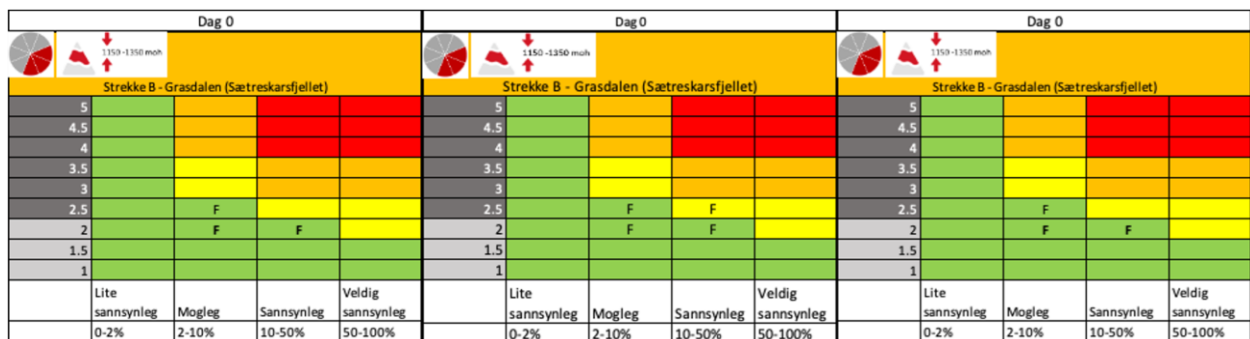 Dag 0
1150 -1350 moh
Strekke B - Grasdalen (Sætreskarsfjellet)
5
4.5
4
3.5
3
2.5 F
2 F F
1.5
1
Lite sannsynleg Mogleg Sannsynleg Veldig sannsynleg
0-2% 2-10% 10-50% 50-100%
Dag 0
1150 -1350 moh
Strekke B - Grasdalen (Sætreskarsfjellet)
5
4.5
4
3.5
3
2.5 F F
2 F F
1.5
1
Lite sannsynleg Mogleg Sannsynleg Veldig sannsynleg
0-2% 2-10% 10-50% 50-100%
Dag 0
1150 -1350 moh
Strekke B - Grasdalen (Sætreskarsfjellet)
5
4.5
4
3.5
3
2.5 F
2 F F
1.5
1
Lite sannsynleg Mogleg Sannsynleg Veldig sannsynleg
0-2% 2-10% 10-50% 50-100%